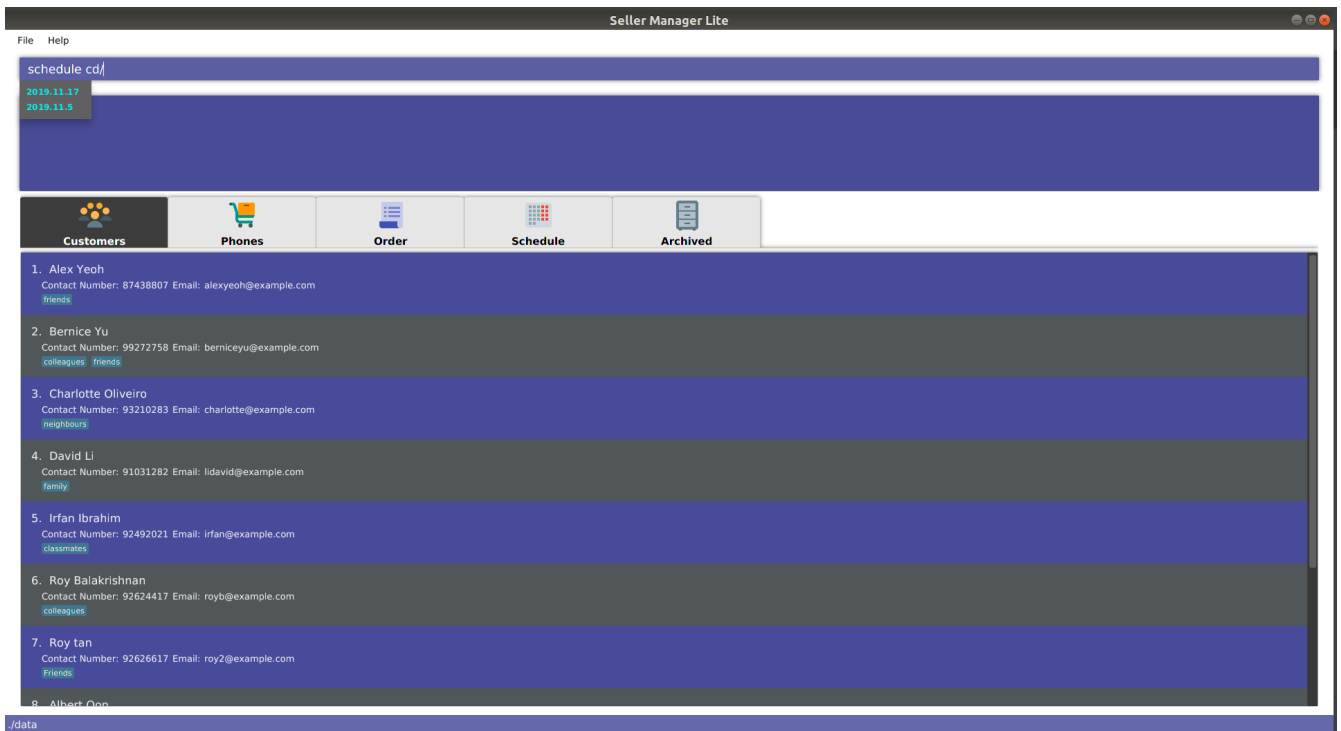 Seller Manager Lite
File Help
schedule cd/
2019.11.17
2019.11.5
Customers Phones Order Schedule Archived
1. Alex Yeoh
Contact Number: 87438807 Email: alexyeoh@example.com
friends
2. Bernice Yu
Contact Number: 99272758 Email: berniceyu@example.com
colleagues friends
3. Charlotte Oliveiro
Contact Number: 93210283 Email: charlotte@example.com
neighbours
4. David Li
Contact Number: 91031282 Email: lidavid@example.com
family
5. Irfan Ibrahim
Contact Number: 92492021 Email: irfan@example.com
classmates
6. Roy Balakrishnan
Contact Number: 92624417 Email: royb@example.com
colleagues
7. Roy tan
Contact Number: 92626617 Email: roy2@example.com
Friends
8. Albert Oon
./data